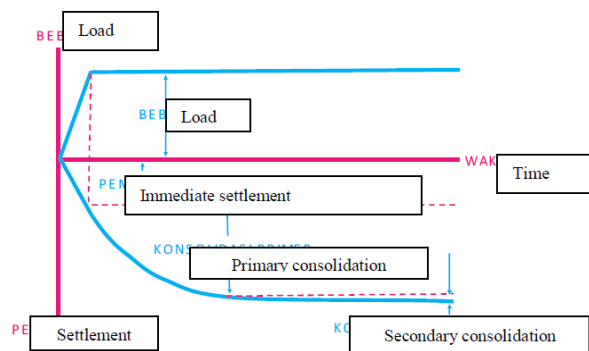 BEB
Load
BEB
Load
WAK
Time
PEN
Immediate settlement
KONSOLIDASI PRIMER
Primary consolidation
PE
Settlement
KO
Secondary consolidation